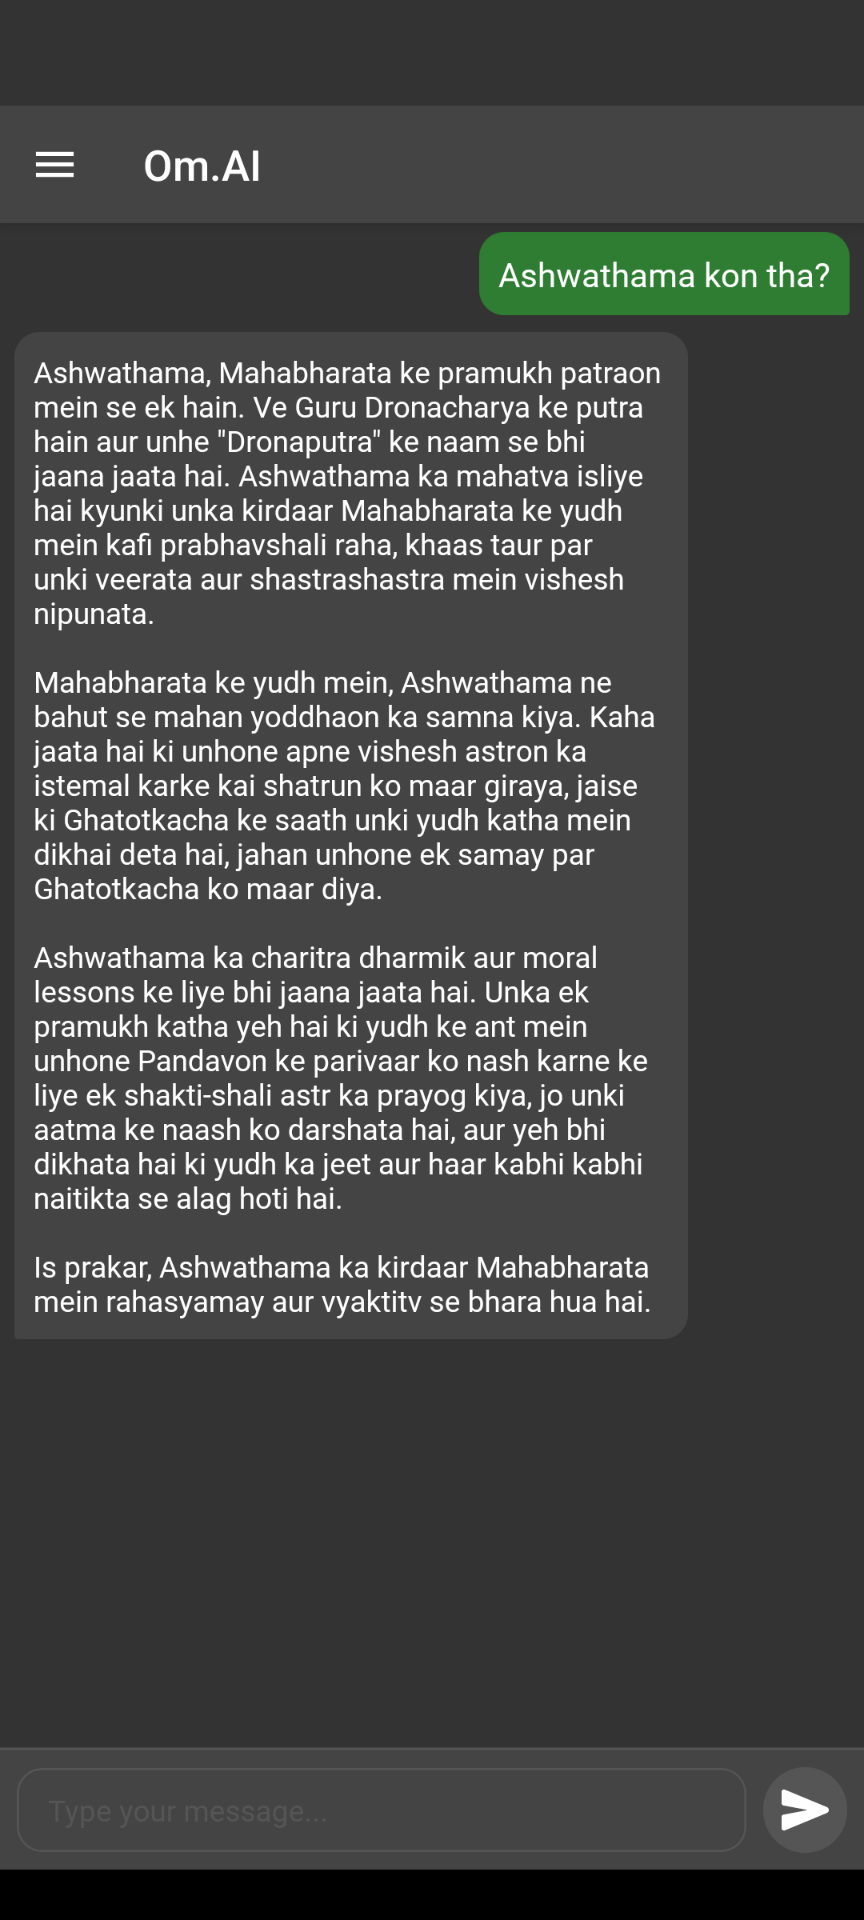 Om.AI
Ashwathama kon tha?
Ashwathama, Mahabharata ke pramukh patraon
mein se ek hain. Ve Guru Dronacharya ke putra
hain aur unhe "Dronaputra" ke naam se bhi
jaana jaata hai. Ashwathama ka mahatva isliye
hai kyunki unka kirdaar Mahabharata ke yudh
mein kafi prabhavshali raha, khaas taur par
unki veerata aur shastrashastra mein vishesh
nipunata.
Mahabharata ke yudh mein, Ashwathama ne
bahut se mahan yoddhaon ka samna kiya. Kaha
jaata hai ki unhone apne vishesh astron ka
istemal karke kai shatrun ko maar giraya, jaise
ki Ghatotkacha ke saath unki yudh katha mein
dikhai deta hai, jahan unhone ek samay par
Ghatotkacha ko maar diya.
Ashwathama ka charitra dharmik aur moral
lessons ke liye bhi jaana jaata hai. Unka ek
pramukh katha yeh hai ki yudh ke ant mein
unhone Pandavon ke parivaar ko nash karne ke
liye ek shakti-shali astr ka prayog kiya, jo unki
aatma ke naash ko darshata hai, aur yeh bhi
dikhata hai ki yudh ka jeet aur haar kabhi kabhi
naitikta se alag hoti hai.
Is prakar, Ashwathama ka kirdaar Mahabharata
mein rahasyamay aur vyaktitv se bhara hua hai.
Type your message...